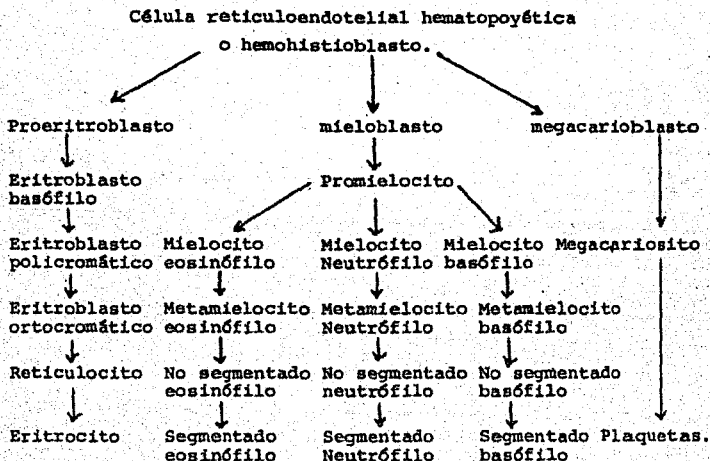 Célula reticuloendotelial hematopoyética
o hemohistioblasto.
Proeritroblasto mieloblasto megacarioblasto
Eritroblasto Promielocito
basófilo
Eritroblasto Mielocito Mielocito Mielocito Megacariosito
policromático eosinófilo Neutrófilo basófilo
Eritroblasto Metamielocito Metamielocito Metamielocito
ortocromático eosinófilo Neutrófilo basófilo
Reticulocito No segmentado No segmentado No segmentado
eosinófilo neutrófilo basófilo
Eritrocito Segmentado Segmentado Segmentado Plaquetas.
eosinófilo Neutrófilo basófilo